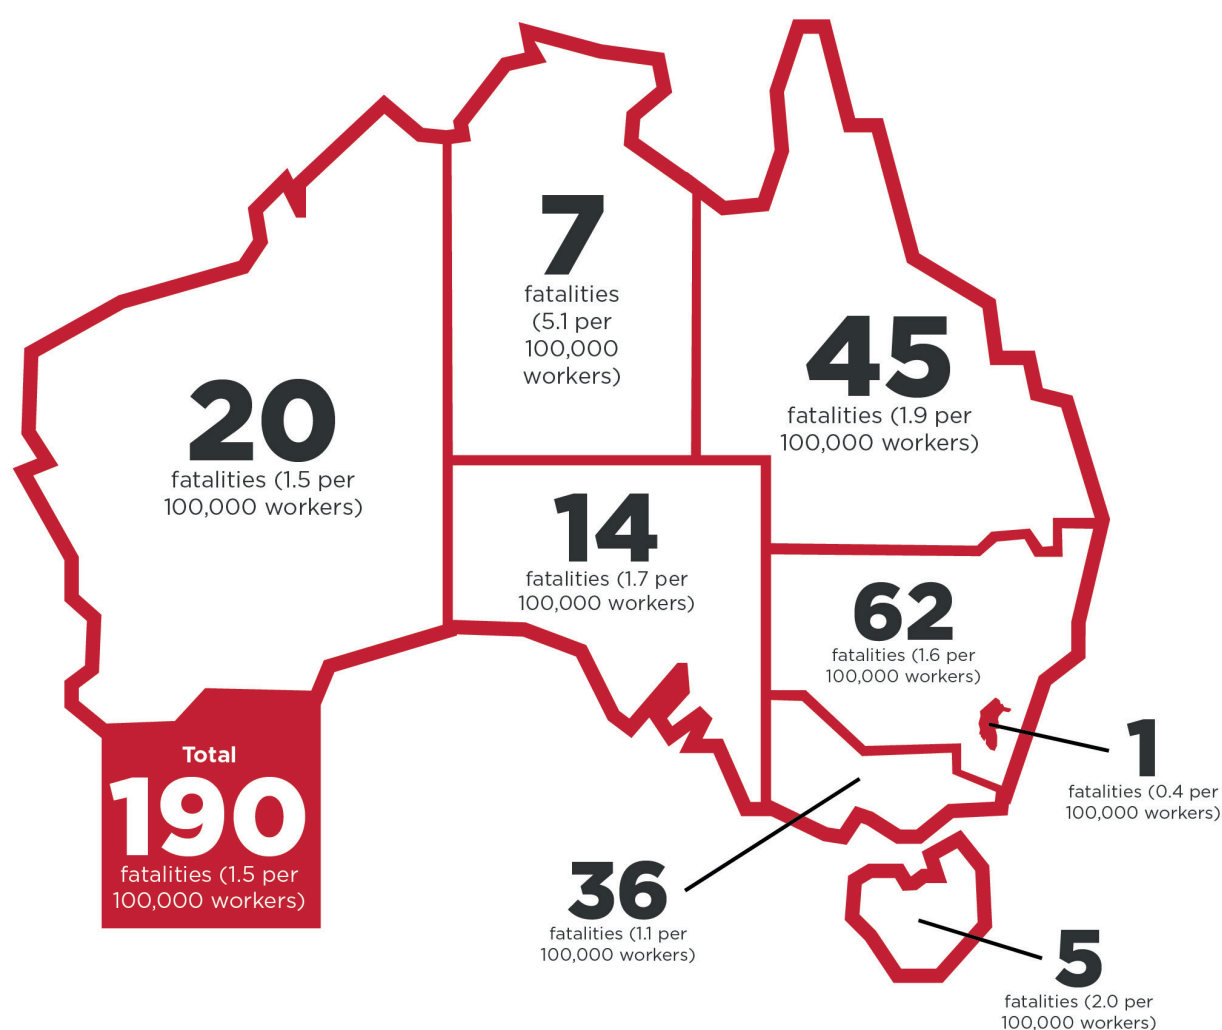 7
fatalities
(5.1 per
100,000
workers)
45
fatalities (1.9 per
100,000 workers)
20
fatalities (1.5 per
100,000 workers)
14
fatalities (1.7 per
100,000 workers)
62
fatalities (1.6 per
100,000 workers)
1
fatalities (0.4 per
100,000 workers)
Total
190
fatalities (1.5 per
100,000 workers)
36
fatalities (1.1 per
100,000 workers)
5
fatalities (2.0 per
100,000 workers)